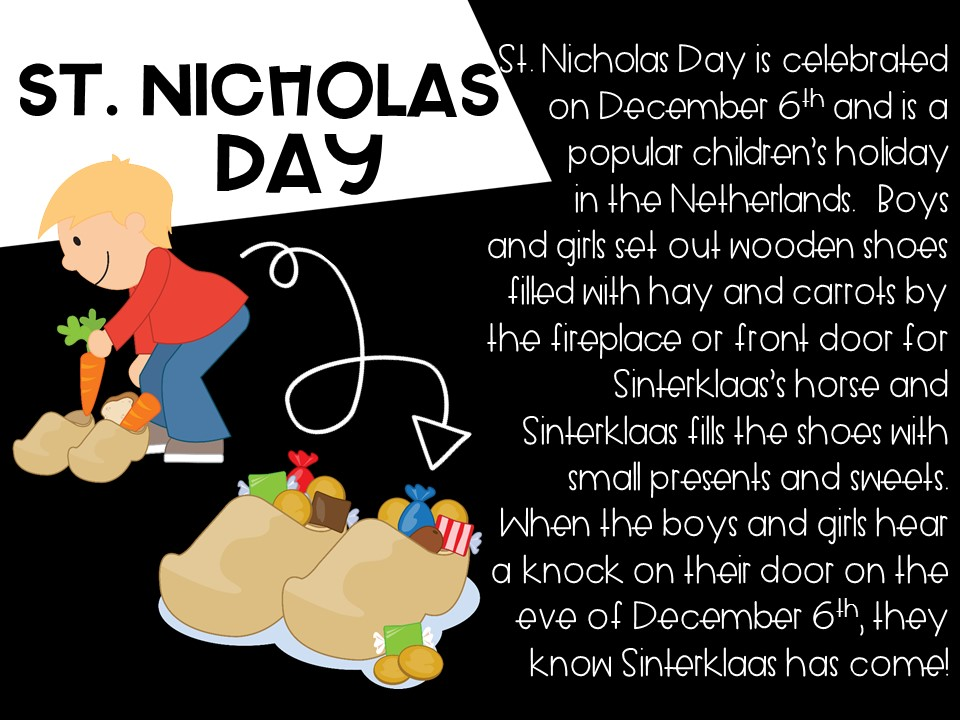 ST. NICHOLAS
DAY
St. Nicholas Day is celebrated
on December 6th and is a
popular children's holiday
in the Netherlands. Boys
and girls set out wooden shoes
filled with hay and carrots by
the fireplace or front door for
Sinterklaas's horse and
Sinterklaas fills the shoes with
small presents and sweets.
When the boys and girls hear
a knock on their door on the
eve of December 6th, they
know Sinterklaas has come!